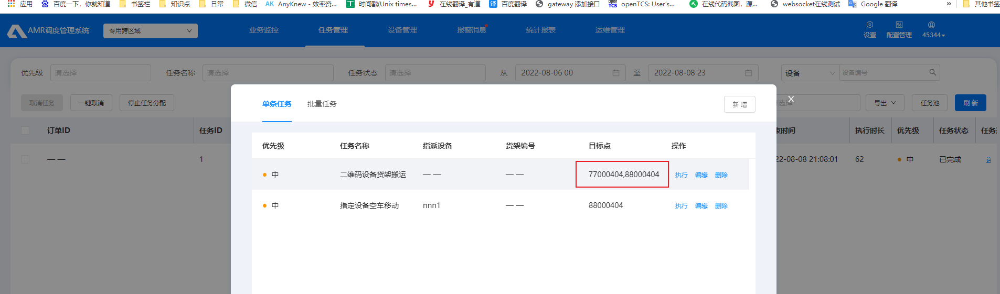 应用 百度一下，你就知道 书签栏 知识点 日常 微信 AK AnyKnew - 效率资... 工 时间戳(Unix times... y 在线翻译_有道 译 百度翻译 gateway 添加接口 open TCS openTCS: User's... 在线代码截图，源... websocket在线测试 Google 翻译 » 其他书签
AMR调度管理系统 专用跨区域 业务监控 任务管理 设备管理 报警消息 统计报表 运维管理 设置 配置管理 45344
优先级 请选择 任务名称 请选择 任务状态 请选择 从 2022-08-06 00 至 2022-08-08 23 设备 设备编号
取消任务 一键取消 停止任务分配 单条任务 批量任务 新 增 X 选择 导出 任务池 刷 新
订单ID 任务ID 束时间 执行时长 优先级 任务状态
优先级 任务名称 指派设备 货架编号 目标点 操作
— — 1 22-08-08 21:08:01 62 中 已完成
中 二维码设备货架搬运 — — — — 77000404,88000404 执行 编辑 删除
中 指定设备空车移动 nnn1 — — 88000404 执行 编辑 删除